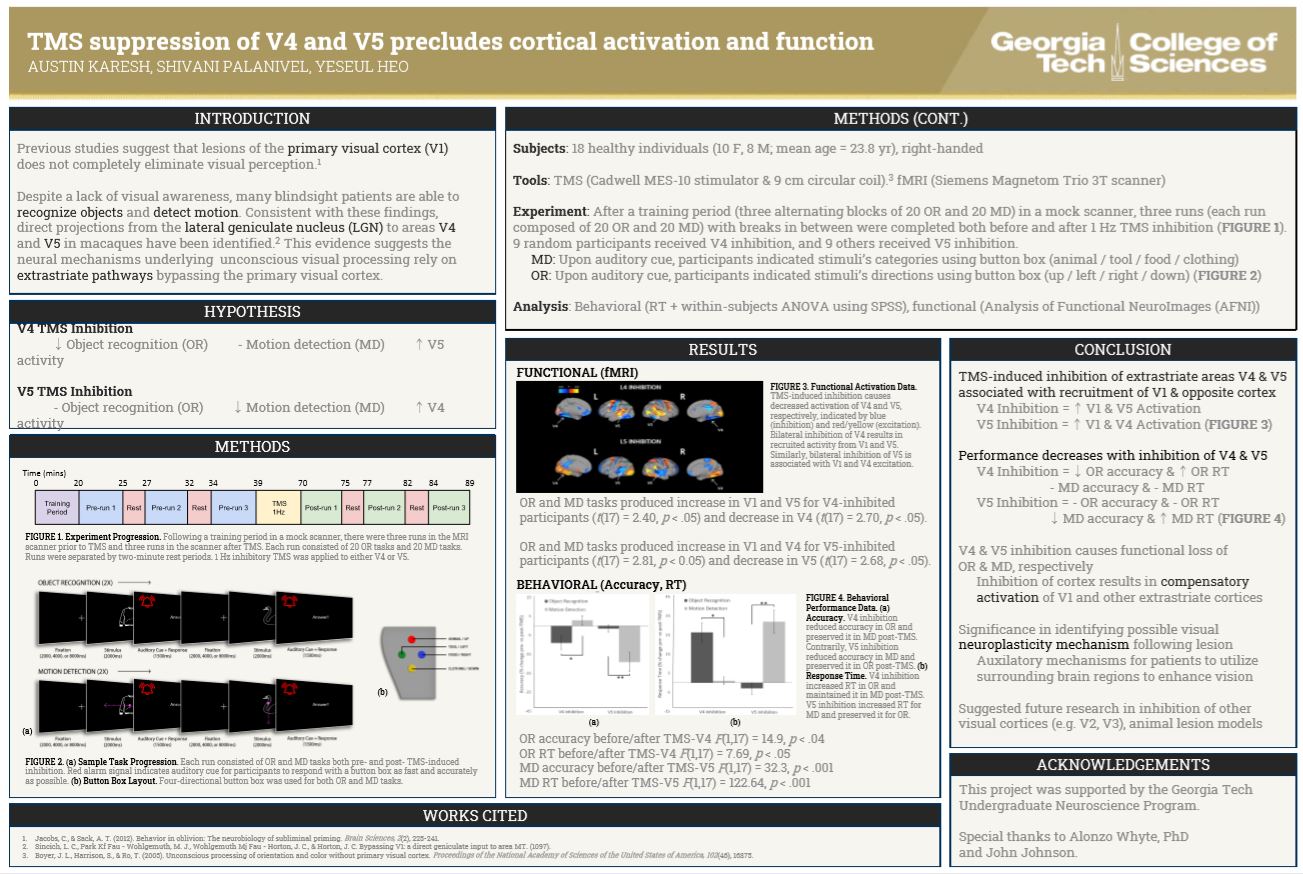 TMS suppression of V4 and V5 precludes cortical activation and function
AUSTIN KARESH, SHIVANI PALANIVEL, YESEUL HEO
Georgia Tech
College of Sciences
INTRODUCTION
Previous studies suggest that lesions of the primary visual cortex (V1)
does not completely eliminate visual perception.1
Despite a lack of visual awareness, many blindsight patients are able to
recognize objects and detect motion. Consistent with these findings,
direct projections from the lateral geniculate nucleus (LGN) to areas V4
and V5 in macaques have been identified.2 This evidence suggests the
neural mechanisms underlying unconscious visual processing rely on
extrastriate pathways bypassing the primary visual cortex.
HYPOTHESIS
V4 TMS Inhibition
↓ Object recognition (OR) - Motion detection (MD) ↑ V5
activity
V5 TMS Inhibition
- Object recognition (OR) ↓ Motion detection (MD) ↑ V4
activity
METHODS
Time (mins)
0 20 25 27 32 34 39 70 75 77 82 84 89
Training Period Pre-run 1 Rest Pre-run 2 Rest Pre-run 3 TMS 1Hz Post-run 1 Rest Post-run 2 Rest Post-run 3
FIGURE 1. Experiment Progression. Following a training period in a mock scanner, there were three runs in the MRI
scanner prior to TMS and three runs in the scanner after TMS. Each run consisted of 20 OR tasks and 20 MD tasks.
Runs were separated by two-minute rest periods. 1 Hz inhibitory TMS was applied to either V4 or V5.
OBJECT RECOGNITION (2X)
Answer! Answer!
Fixation Stimulus Auditory Cue + Response Fixation Stimulus Auditory Cue + Response
(2000, 4000, or 8000ms) (2000ms) (1500ms) (2000, 4000, or 8000ms) (2000ms) (1500ms)
MOTION DETECTION (2X)
Answer! Answer!
(a)
Fixation Stimulus Auditory Cue + Response Fixation Stimulus Auditory Cue + Response
(2000, 4000, or 8000ms) (2000ms) (1500ms) (2000, 4000, or 8000ms) (2000ms) (1500ms)
ANIMAL / UP
TOOL / LEFT
FOOD / RIGHT
CLOTHING / DOWN
(b)
FIGURE 2. (a) Sample Task Progression. Each run consisted of OR and MD tasks both pre- and post- TMS-induced
inhibition. Red alarm signal indicates auditory cue for participants to respond with a button box as fast and accurately
as possible. (b) Button Box Layout. Four-directional button box was used for both OR and MD tasks.
METHODS (CONT.)
Subjects: 18 healthy individuals (10 F, 8 M; mean age = 23.8 yr), right-handed
Tools: TMS (Cadwell MES-10 stimulator & 9 cm circular coil).3 fMRI (Siemens Magnetom Trio 3T scanner)
Experiment: After a training period (three alternating blocks of 20 OR and 20 MD) in a mock scanner, three runs (each run
composed of 20 OR and 20 MD) with breaks in between were completed both before and after 1 Hz TMS inhibition (FIGURE 1).
9 random participants received V4 inhibition, and 9 others received V5 inhibition.
MD: Upon auditory cue, participants indicated stimuli's categories using button box (animal / tool / food / clothing)
OR: Upon auditory cue, participants indicated stimuli's directions using button box (up / left / right / down) (FIGURE 2)
Analysis: Behavioral (RT + within-subjects ANOVA using SPSS), functional (Analysis of Functional NeuroImages (AFNI))
RESULTS
FUNCTIONAL (fMRI)
L4 INHIBITION
L R
V4 V4
L5 INHIBITION
L R
V5 V5
FIGURE 3. Functional Activation Data.
TMS-induced inhibition causes
decreased activation of V4 and V5,
respectively, indicated by blue
(inhibition) and red/yellow (excitation).
Bilateral inhibition of V4 results in
recruited activity from V1 and V5.
Similarly, bilateral inhibition of V5 is
associated with V1 and V4 excitation.
OR and MD tasks produced increase in V1 and V5 for V4-inhibited
participants (t(17) = 2.40, p < .05) and decrease in V4 (t(17) = 2.70, p < .05).
OR and MD tasks produced increase in V1 and V4 for V5-inhibited
participants (t(17) = 2.81, p < 0.05) and decrease in V5 (t(17) = 2.68, p < .05).
BEHAVIORAL (Accuracy, RT)
Object Recognition
Motion Detection
* **
V4 Inhibition V5 Inhibition
(a)
Object Recognition
Motion Detection
* **
V4 Inhibition V5 Inhibition
(b)
FIGURE 4. Behavioral
Performance Data. (a)
Accuracy. V4 inhibition
reduced accuracy in OR and
preserved it in MD post-TMS.
Contrarily, V5 inhibition
reduced accuracy in MD and
preserved it in OR post-TMS. (b)
Response Time. V4 inhibition
increased RT in OR and
maintained it in MD post-TMS.
V5 inhibition increased RT for
MD and preserved it for OR.
OR accuracy before/after TMS-V4 F(1,17) = 14.9, p < .04
OR RT before/after TMS-V4 F(1,17) = 7.69, p < .05
MD accuracy before/after TMS-V5 F(1,17) = 32.3, p < .001
MD RT before/after TMS-V5 F(1,17) = 122.64, p < .001
CONCLUSION
TMS-induced inhibition of extrastriate areas V4 & V5
associated with recruitment of V1 & opposite cortex
V4 Inhibition = ↑ V1 & V5 Activation
V5 Inhibition = ↑ V1 & V4 Activation (FIGURE 3)
Performance decreases with inhibition of V4 & V5
V4 Inhibition = ↓ OR accuracy & ↑ OR RT
- MD accuracy & - MD RT
V5 Inhibition = - OR accuracy & - OR RT
↓ MD accuracy & ↑ MD RT (FIGURE 4)
V4 & V5 inhibition causes functional loss of
OR & MD, respectively
Inhibition of cortex results in compensatory
activation of V1 and other extrastriate cortices
Significance in identifying possible visual
neuroplasticity mechanism following lesion
Auxilatory mechanisms for patients to utilize
surrounding brain regions to enhance vision
Suggested future research in inhibition of other
visual cortices (e.g. V2, V3), animal lesion models
ACKNOWLEDGEMENTS
This project was supported by the Georgia Tech
Undergraduate Neuroscience Program.
Special thanks to Alonzo Whyte, PhD
and John Johnson.
WORKS CITED
1. Jacobs, C., & Sack, A. T. (2012). Behavior in oblivion: The neurobiology of subliminal priming. Brain Sciences, 2(2), 225-241.
2. Sincich, L. C., Park Kf Fau - Wohlgemuth, M. J., Wohlgemuth Mj Fau - Horton, J. C., & Horton, J. C. Bypassing V1: a direct geniculate input to area MT. (1097).
3. Boyer, J. L., Harrison, S., & Ro, T. (2005). Unconscious processing of orientation and color without primary visual cortex. Proceedings of the National Academy of Sciences of the United States of America, 102(46), 16875.